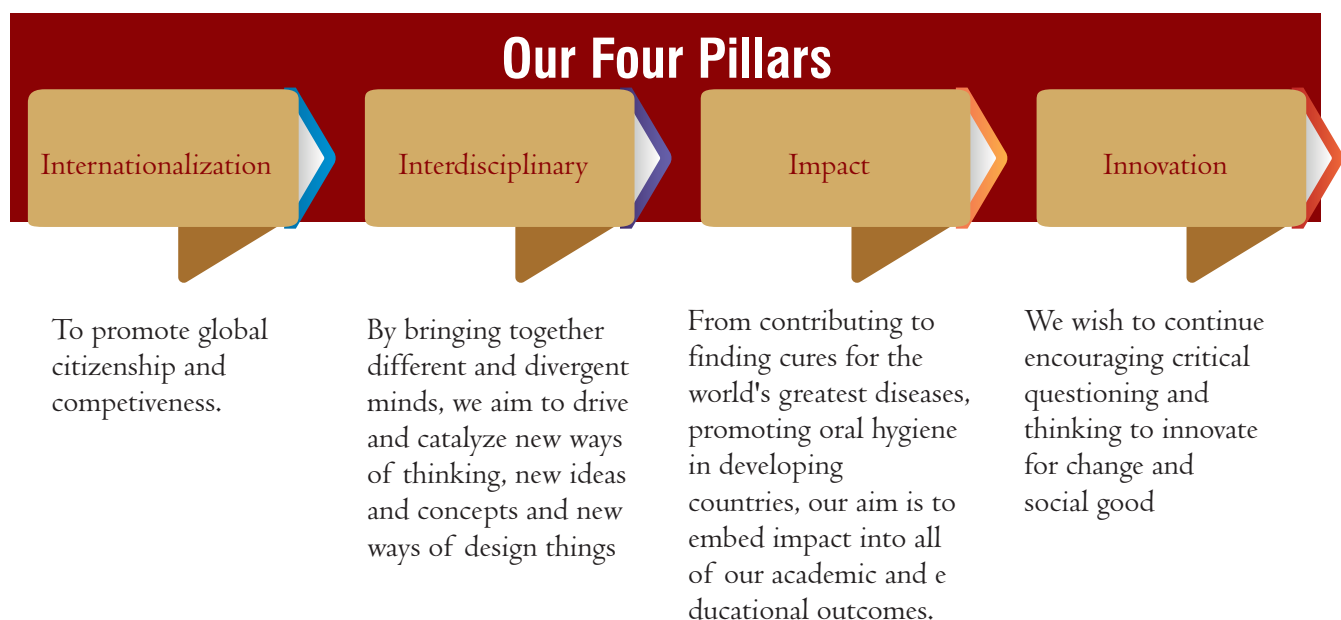 Our Four Pillars
Internationalization
Interdisciplinary
Impact
Innovation
To promote global
citizenship and
competiveness.
By bringing together
different and divergent
minds, we aim to drive
and catalyze new ways
of thinking, new ideas
and concepts and new
ways of design things
From contributing to
finding cures for the
world's greatest diseases,
promoting oral hygiene
in developing
countries, our aim is to
embed impact into all
of our academic and e
ducational outcomes.
We wish to continue
encouraging critical
questioning and
thinking to innovate
for change and
social good